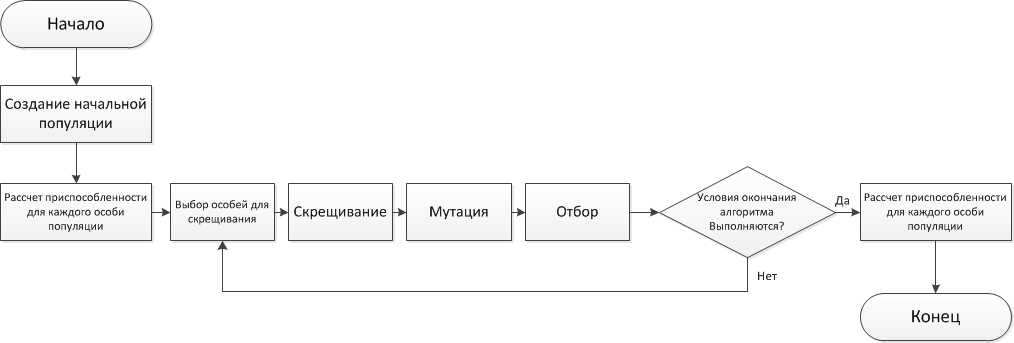 Начало
Создание начальной
популяции
Рассчет приспособленности
для каждого особи
популяции
Выбор особей для
скрещивания
Скрещивание
Мутация
Отбор
Условия окончания
алгоритма
Выполняются?
Да
Нет
Рассчет приспособленности
для каждого особи
популяции
Конец